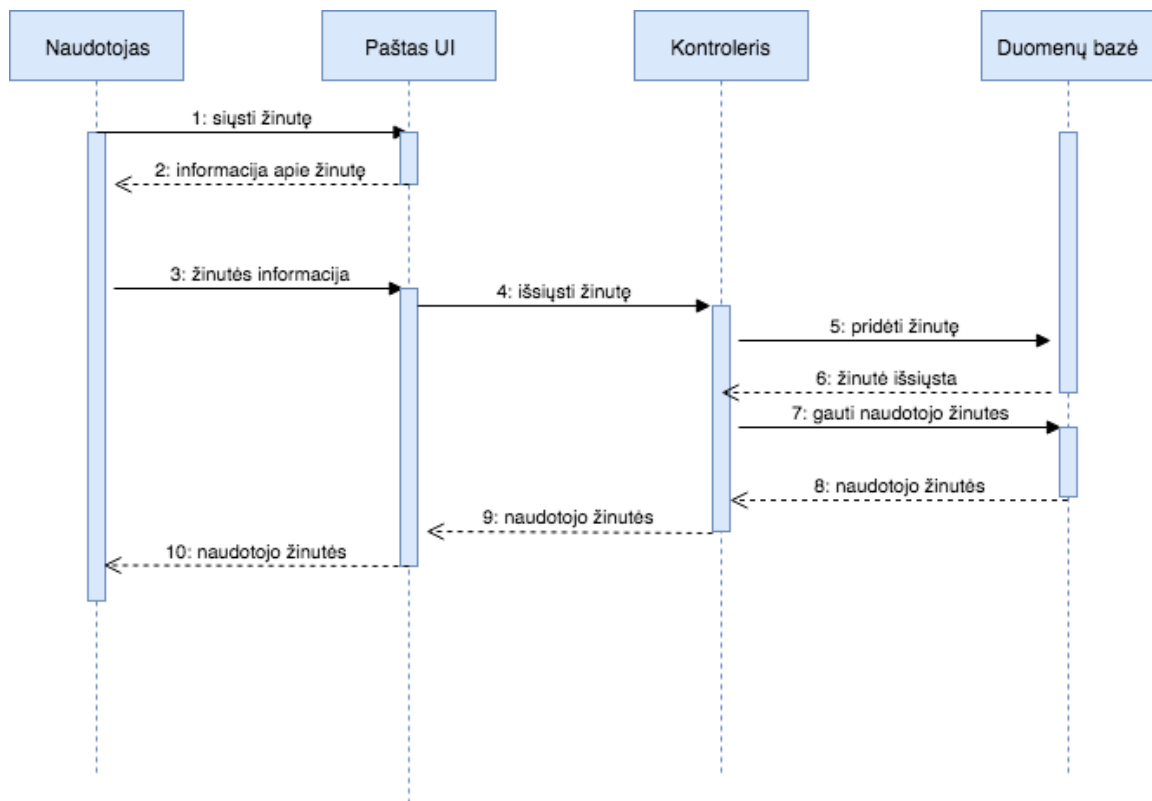 Naudotojas
Paštas UI
Kontroleris
Duomenų bazė
1: siųsti žinutę
2: informacija apie žinutę
3: žinutės informacija
4: išsiųsti žinutę
5: pridėti žinutę
6: žinutė išsiųsta
7: gauti naudotojo žinutes
8: naudotojo žinutės
9: naudotojo žinutės
10: naudotojo žinutės